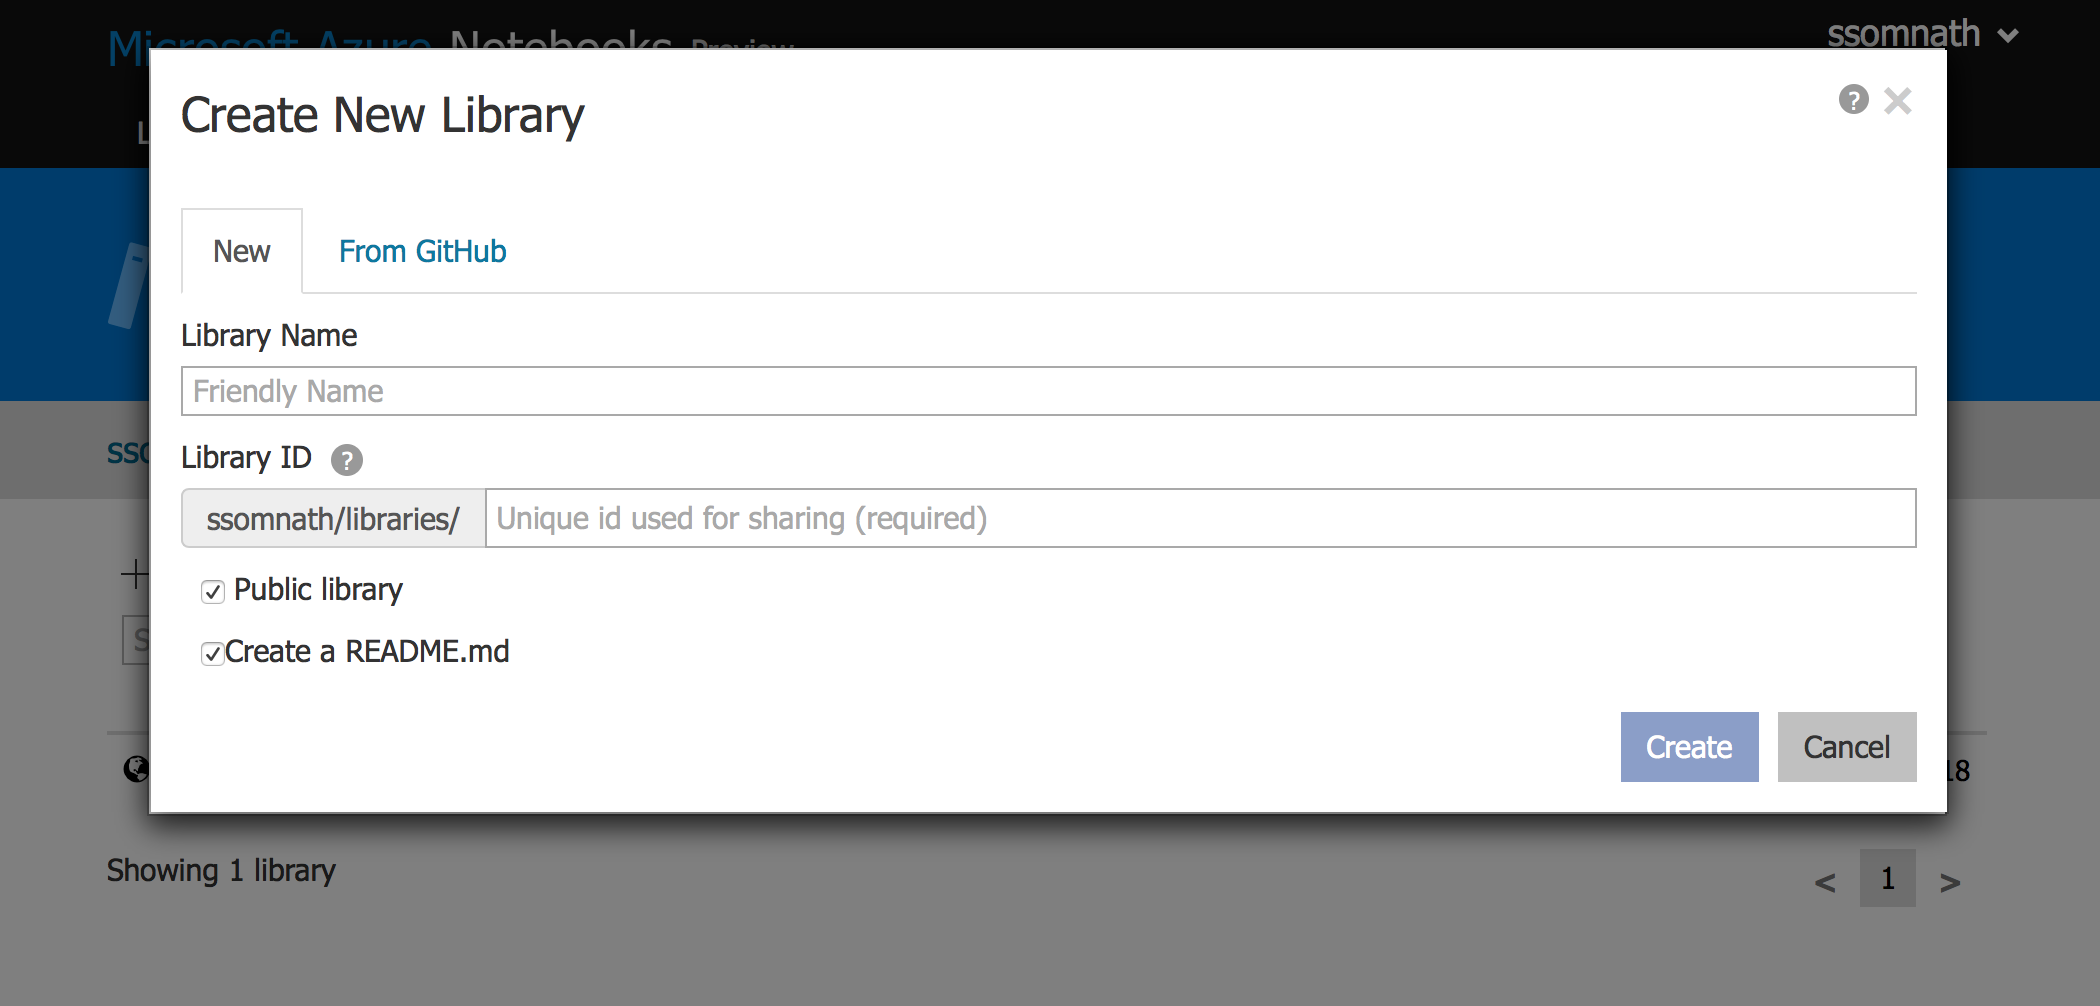 Microsoft Azure Notebooks Preview
ssomnath
Create New Library
New
From GitHub
Library Name
Friendly Name
Library ID
ssomnath/libraries/
Unique id used for sharing (required)
Public library
Create a README.md
Create
Cancel
18
Showing 1 library
< 1 >